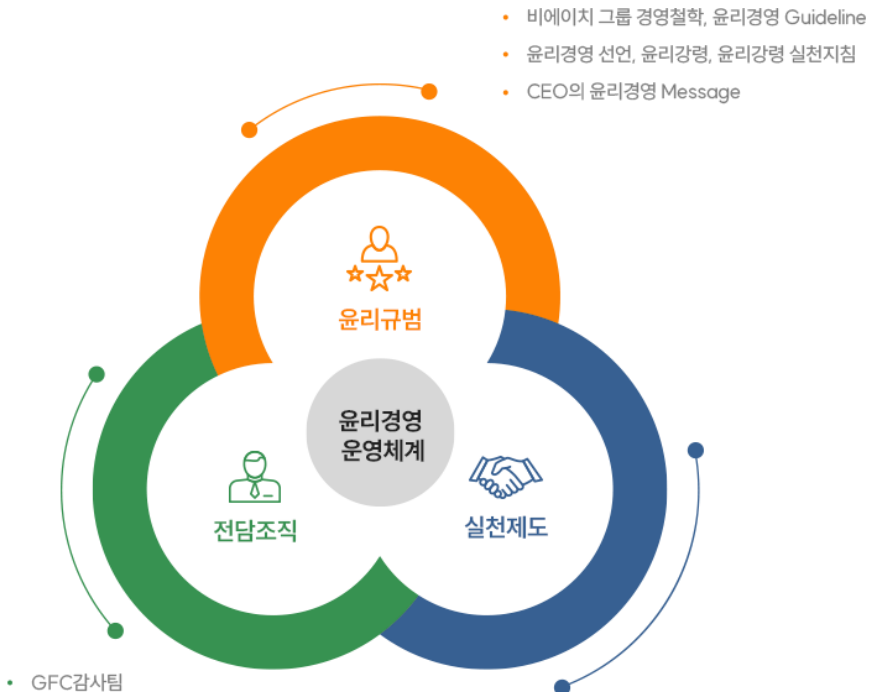 비에이치 그룹 경영철학, 윤리경영 Guideline
윤리경영 선언, 윤리강령, 윤리강령 실천지침
CEO의 윤리경영 Message
윤리규범
윤리경영
운영체계
전담조직
실천제도
GFC감사팀